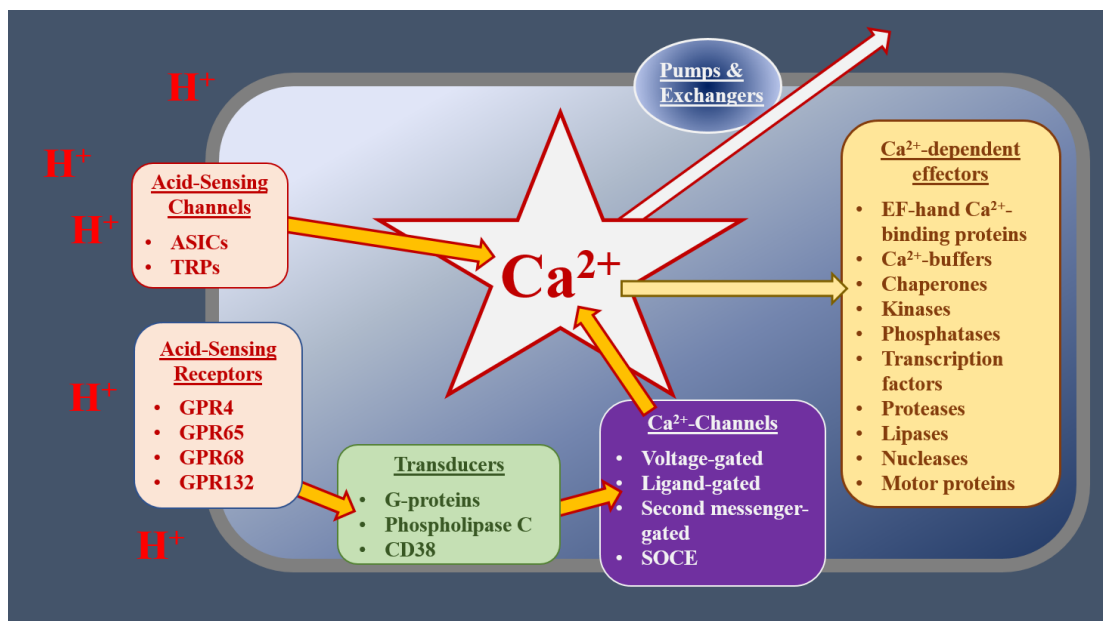 H⁺
H⁺
H⁺
H⁺
H⁺
Acid-Sensing
Channels
• ASICs
• TRPs
Acid-Sensing
Receptors
• GPR4
• GPR65
• GPR68
• GPR132
Transducers
• G-proteins
• Phospholipase C
• CD38
Ca²⁺-Channels
• Voltage-gated
• Ligand-gated
• Second messenger-
gated
• SOCE
Ca²⁺
Pumps &
Exchangers
Ca²⁺-dependent
effectors
• EF-hand Ca²⁺-
binding proteins
• Ca²⁺-buffers
• Chaperones
• Kinases
• Phosphatases
• Transcription
factors
• Proteases
• Lipases
• Nucleases
• Motor proteins